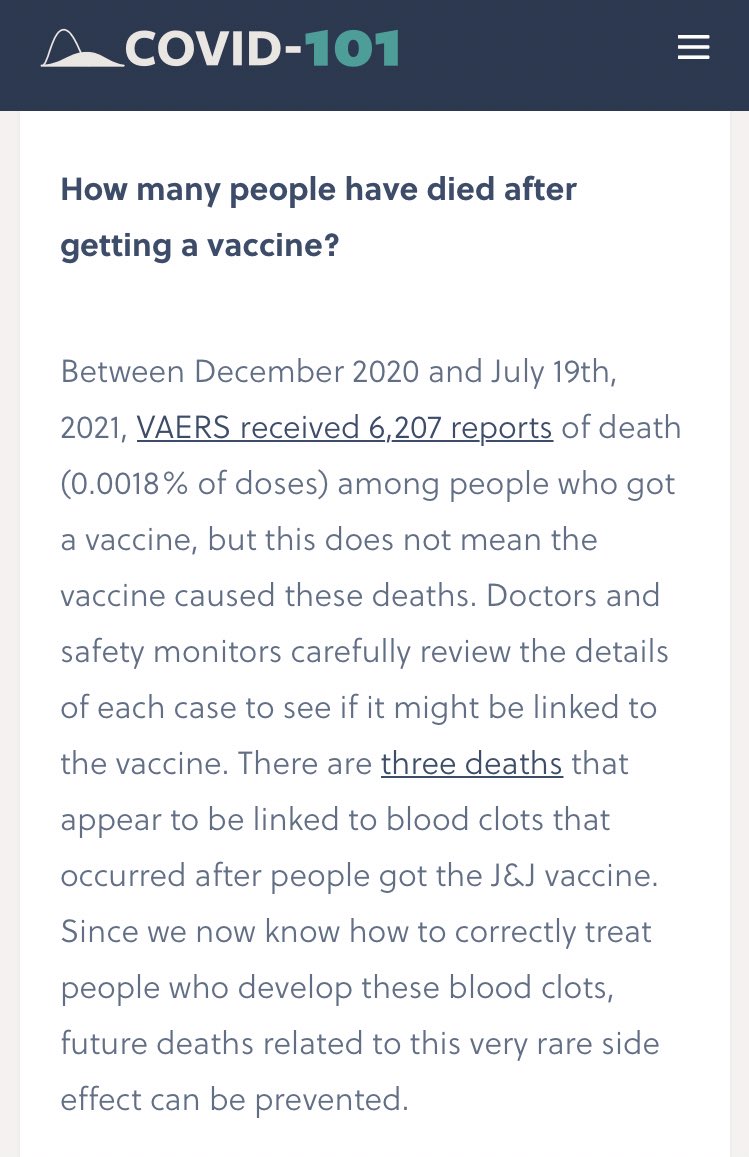 COVID-101
How many people have died after
getting a vaccine?
Between December 2020 and July 19th,
2021, VAERS received 6,207 reports of death
(0.0018% of doses) among people who got
a vaccine, but this does not mean the
vaccine caused these deaths. Doctors and
safety monitors carefully review the details
of each case to see if it might be linked to
the vaccine. There are three deaths that
appear to be linked to blood clots that
occurred after people got the J&J vaccine.
Since we now know how to correctly treat
people who develop these blood clots,
future deaths related to this very rare side
effect can be prevented.